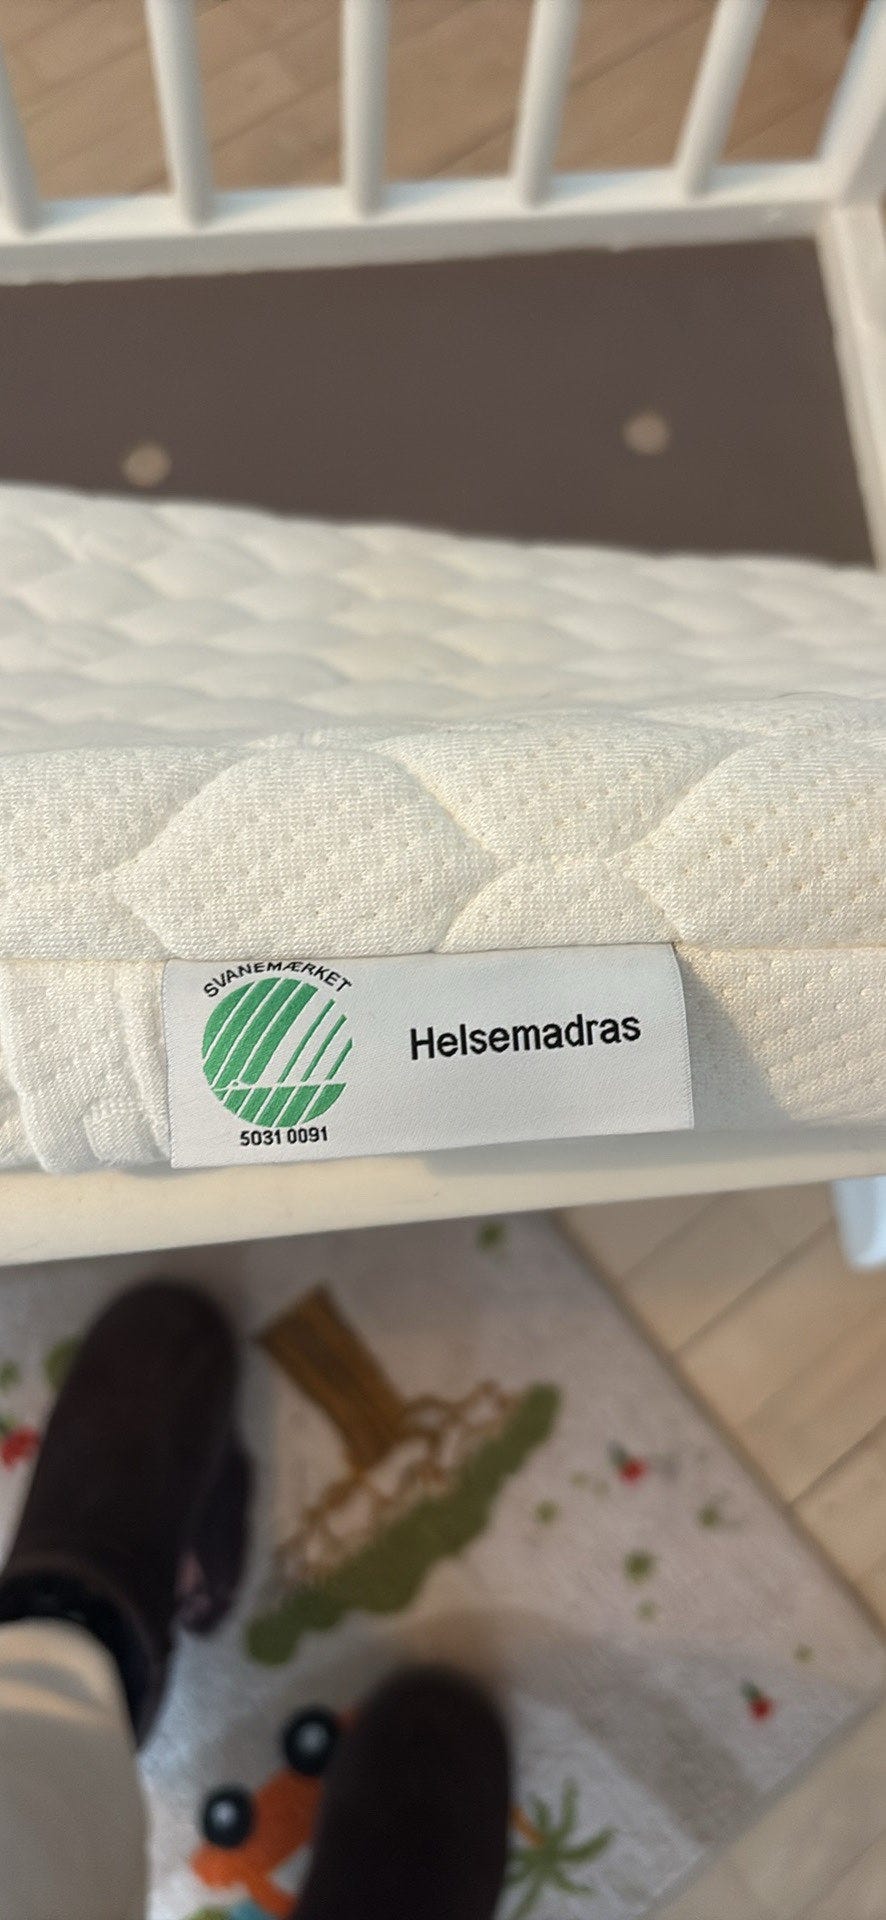 SVANEMÆRKET
Helsemadras
5031 0091